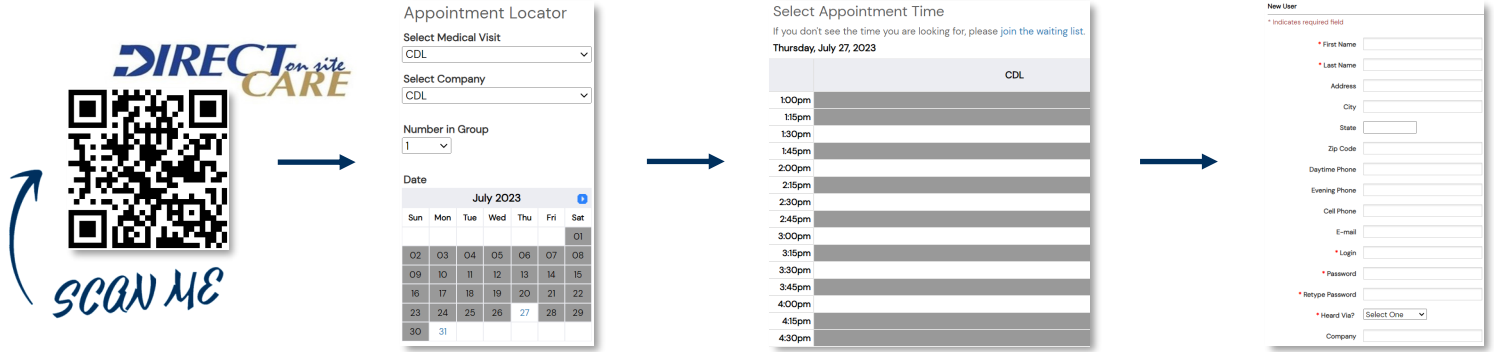 DIRECT on site
CARE
SCAN ME
Appointment Locator
Select Medical Visit
CDL
Select Company
CDL
Number in Group
1
Date
July 2023
Sun Mon Tue Wed Thu Fri Sat
01
02 03 04 05 06 07 08
09 10 11 12 13 14 15
16 17 18 19 20 21 22
23 24 25 26 27 28 29
30 31
Select Appointment Time
If you don't see the time you are looking for, please join the waiting list.
Thursday, July 27, 2023
CDL
1:00pm
1:15pm
1:30pm
1:45pm
2:00pm
2:15pm
2:30pm
2:45pm
3:00pm
3:15pm
3:30pm
3:45pm
4:00pm
4:15pm
4:30pm
New User
* Indicates required field
* First Name
* Last Name
Address
City
State
Zip Code
Daytime Phone
Evening Phone
Cell Phone
E-mail
* Login
* Password
* Retype Password
* Heard Via? Select One
Company